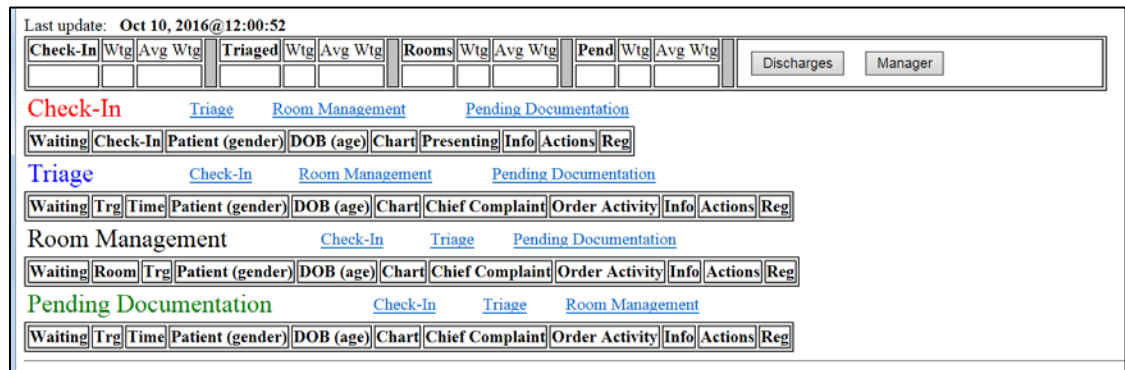 Last update: Oct 10, 2016@12:00:52
Check-In Wtg Avg Wtg Triaged Wtg Avg Wtg Rooms Wtg Avg Wtg Pend Wtg Avg Wtg Discharges Manager
Check-In Triage Room Management Pending Documentation
Waiting Check-In Patient (gender) DOB (age) Chart Presenting Info Actions Reg
Triage Check-In Room Management Pending Documentation
Waiting Trg Time Patient (gender) DOB (age) Chart Chief Complaint Order Activity Info Actions Reg
Room Management Check-In Triage Pending Documentation
Waiting Room Trg Patient (gender) DOB (age) Chart Chief Complaint Order Activity Info Actions Reg
Pending Documentation Check-In Triage Room Management
Waiting Trg Time Patient (gender) DOB (age) Chart Chief Complaint Order Activity Info Actions Reg